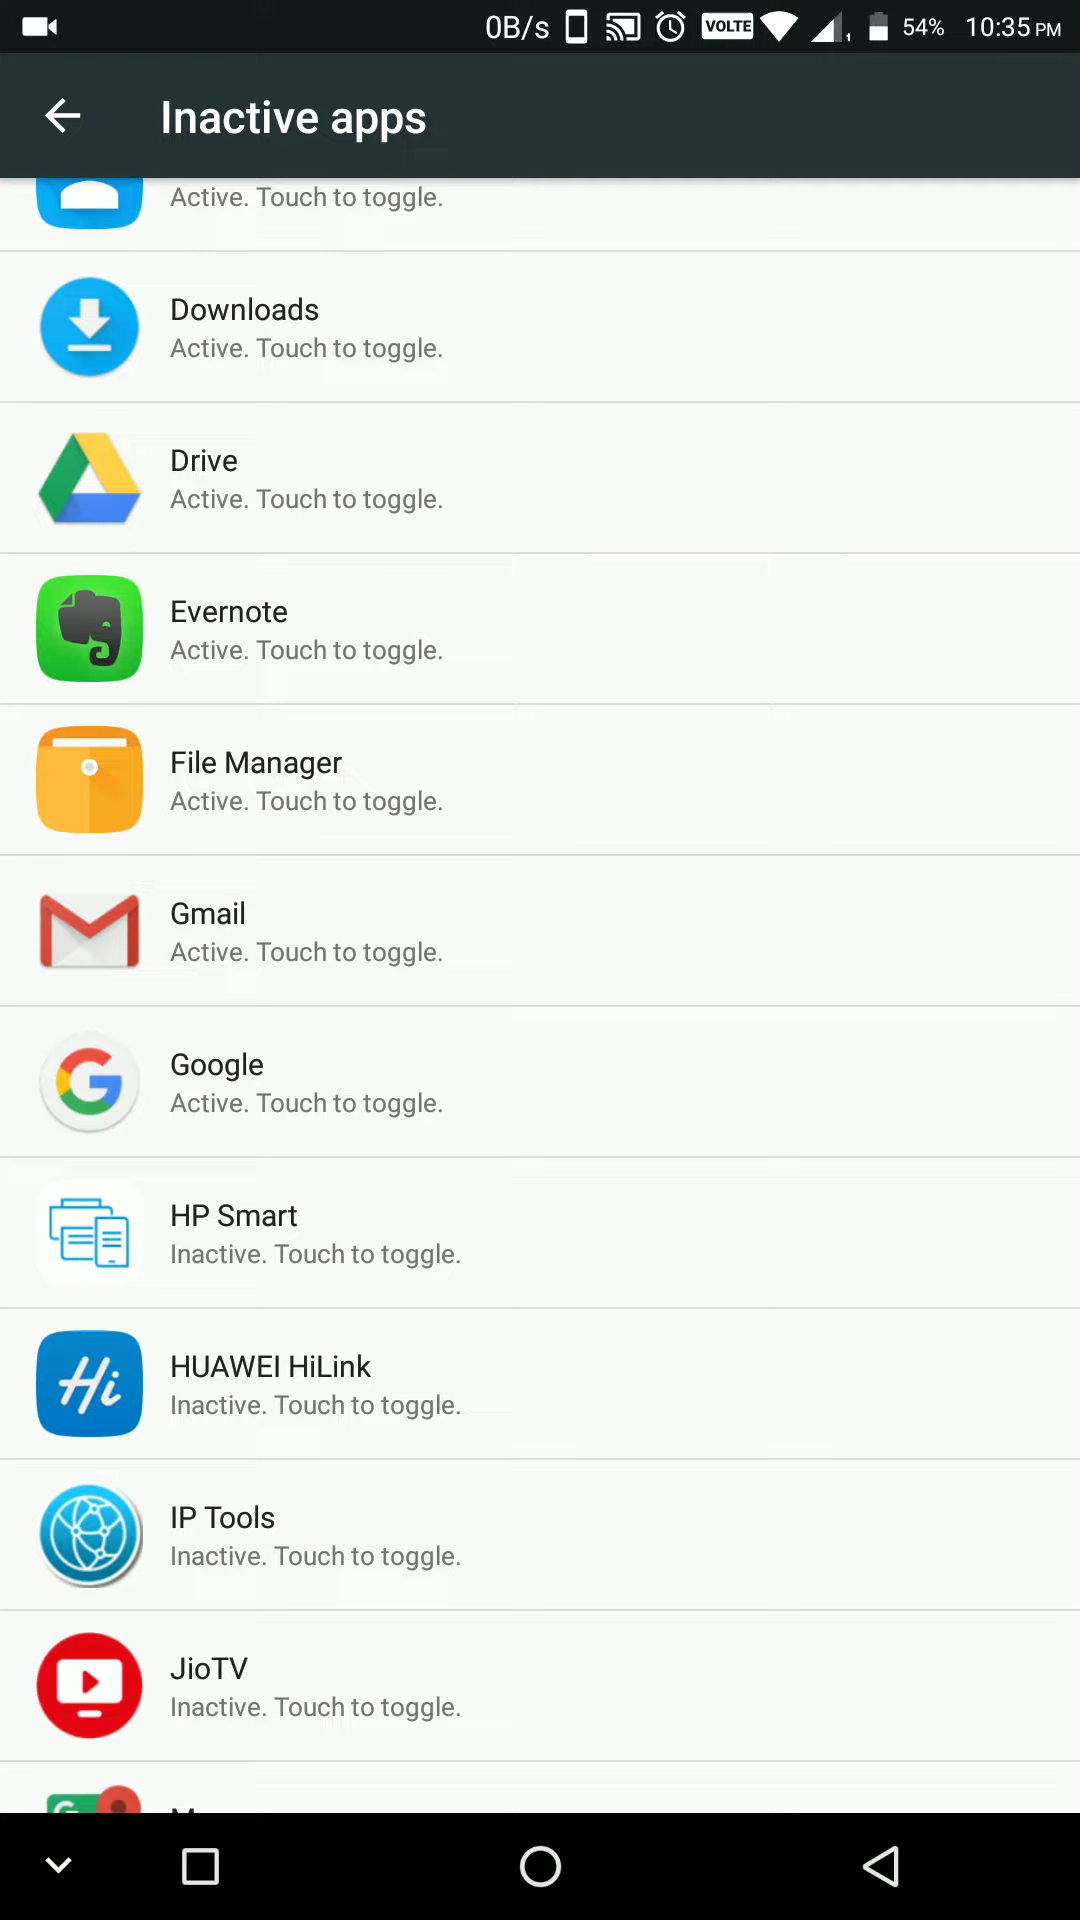 0B/s VOLTE 1 54% 10:35 PM
Inactive apps
Active. Touch to toggle.
Downloads
Active. Touch to toggle.
Drive
Active. Touch to toggle.
Evernote
Active. Touch to toggle.
File Manager
Active. Touch to toggle.
Gmail
Active. Touch to toggle.
Google
Active. Touch to toggle.
HP Smart
Inactive. Touch to toggle.
Hi
HUAWEI HiLink
Inactive. Touch to toggle.
IP Tools
Inactive. Touch to toggle.
JioTV
Inactive. Touch to toggle.